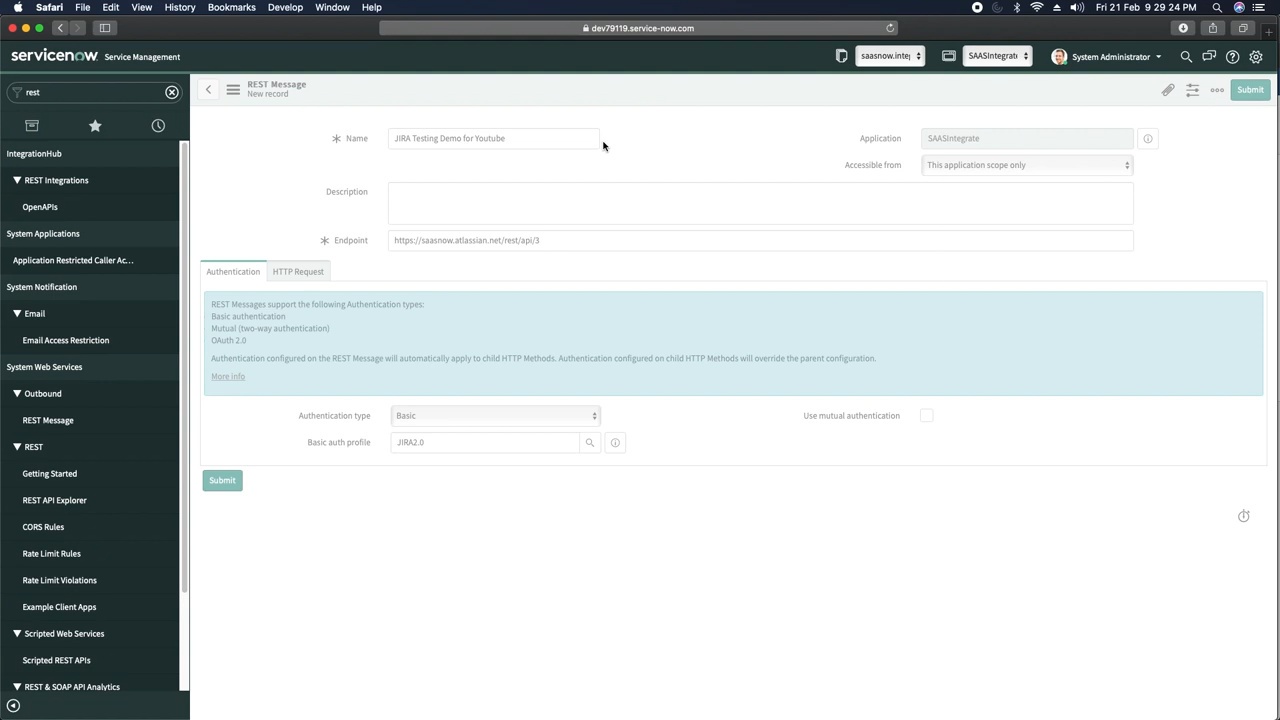 Safari File Edit View History Bookmarks Window Help
Fri 21 Feb 9:29:24 PM
dev79119.service-now.com
servicenow Service Management
saasnow.inte
SAASIntegrat
System Administrator
rest
REST Message
New record
Submit
IntegrationHub
REST Integrations
OpenAPIs
System Applications
Application Restricted Caller Ac...
System Notification
Email
Email Access Restriction
System Web Services
Outbound
REST Message
REST
Getting Started
REST API Explorer
CORS Rules
Rate Limit Rules
Rate Limit Violations
Example Client Apps
Scripted Web Services
Scripted REST APIs
REST & SOAP API Analytics
Name
JIRA Testing Demo for Youtube
Application
SAASIntegrate
Accessible from
This application scope only
Description
Endpoint
https://saasnow.atlassian.net/rest/api/3
Authentication
HTTP Request
REST Messages support the following Authentication types:
Basic authentication
Mutual (two-way authentication)
OAuth 2.0
Authentication configured on the REST Message will automatically apply to child HTTP Methods. Authentication configured on child HTTP Methods will override the parent configuration.
More info
Authentication type
Basic
Use mutual authentication
Basic auth profile
JIRA2.0
Submit